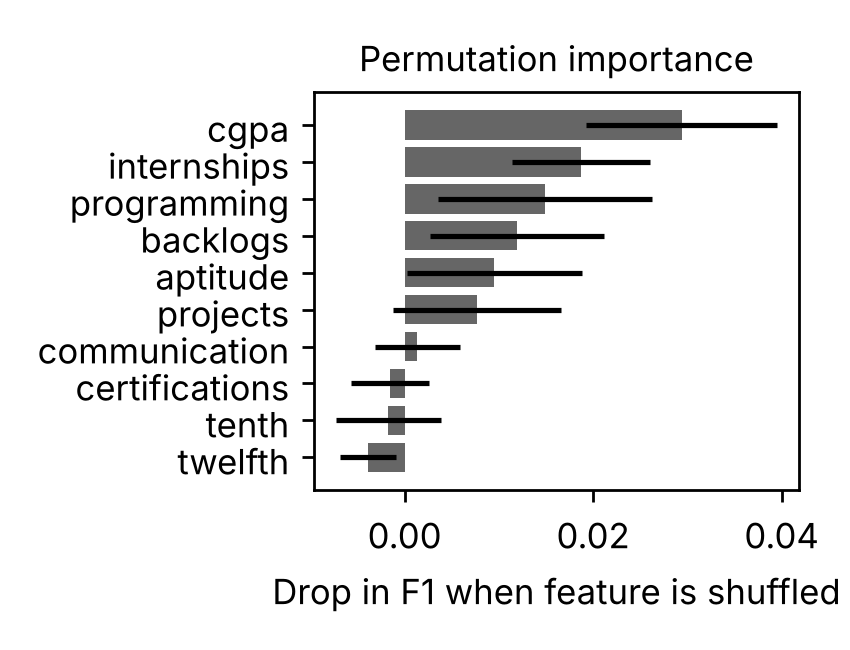 Permutation importance
cgpa
internships
programming
backlogs
aptitude
projects
communication
certifications
tenth
twelfth
0.00 0.02 0.04
Drop in F1 when feature is shuffled